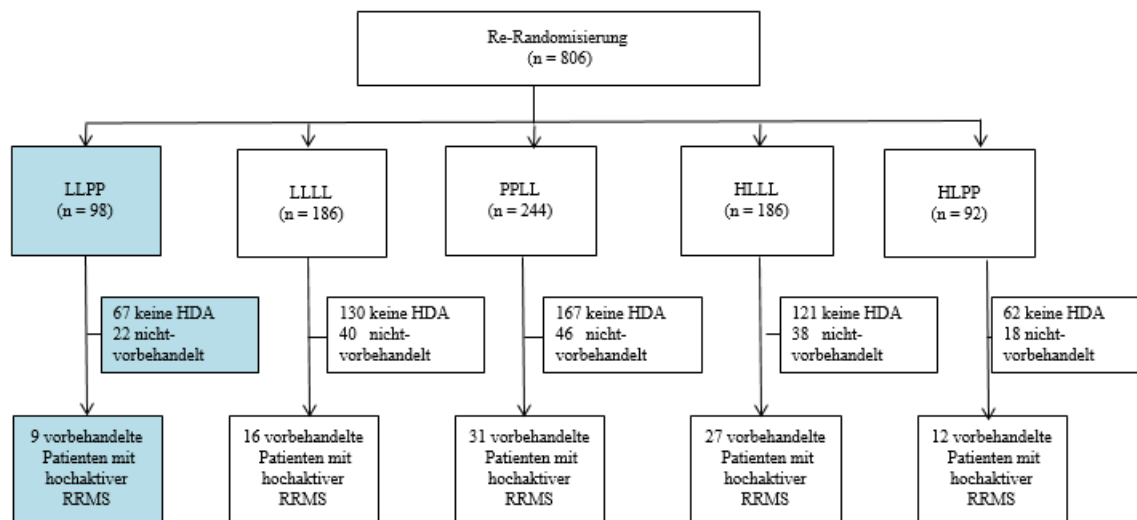 Re-Randomisierung
(n = 806)
LLPP
(n = 98)
LLLL
(n = 186)
PPLL
(n = 244)
HLLL
(n = 186)
HLPP
(n = 92)
67 keine HDA
22 nicht-
vorbehandelt
130 keine HDA
40 nicht-
vorbehandelt
167 keine HDA
46 nicht-
vorbehandelt
121 keine HDA
38 nicht-
vorbehandelt
62 keine HDA
18 nicht-
vorbehandelt
9 vorbehandelte
Patienten mit
hochaktiver
RRMS
16 vorbehandelte
Patienten mit
hochaktiver
RRMS
31 vorbehandelte
Patienten mit
hochaktiver
RRMS
27 vorbehandelte
Patienten mit
hochaktiver
RRMS
12 vorbehandelte
Patienten mit
hochaktiver
RRMS